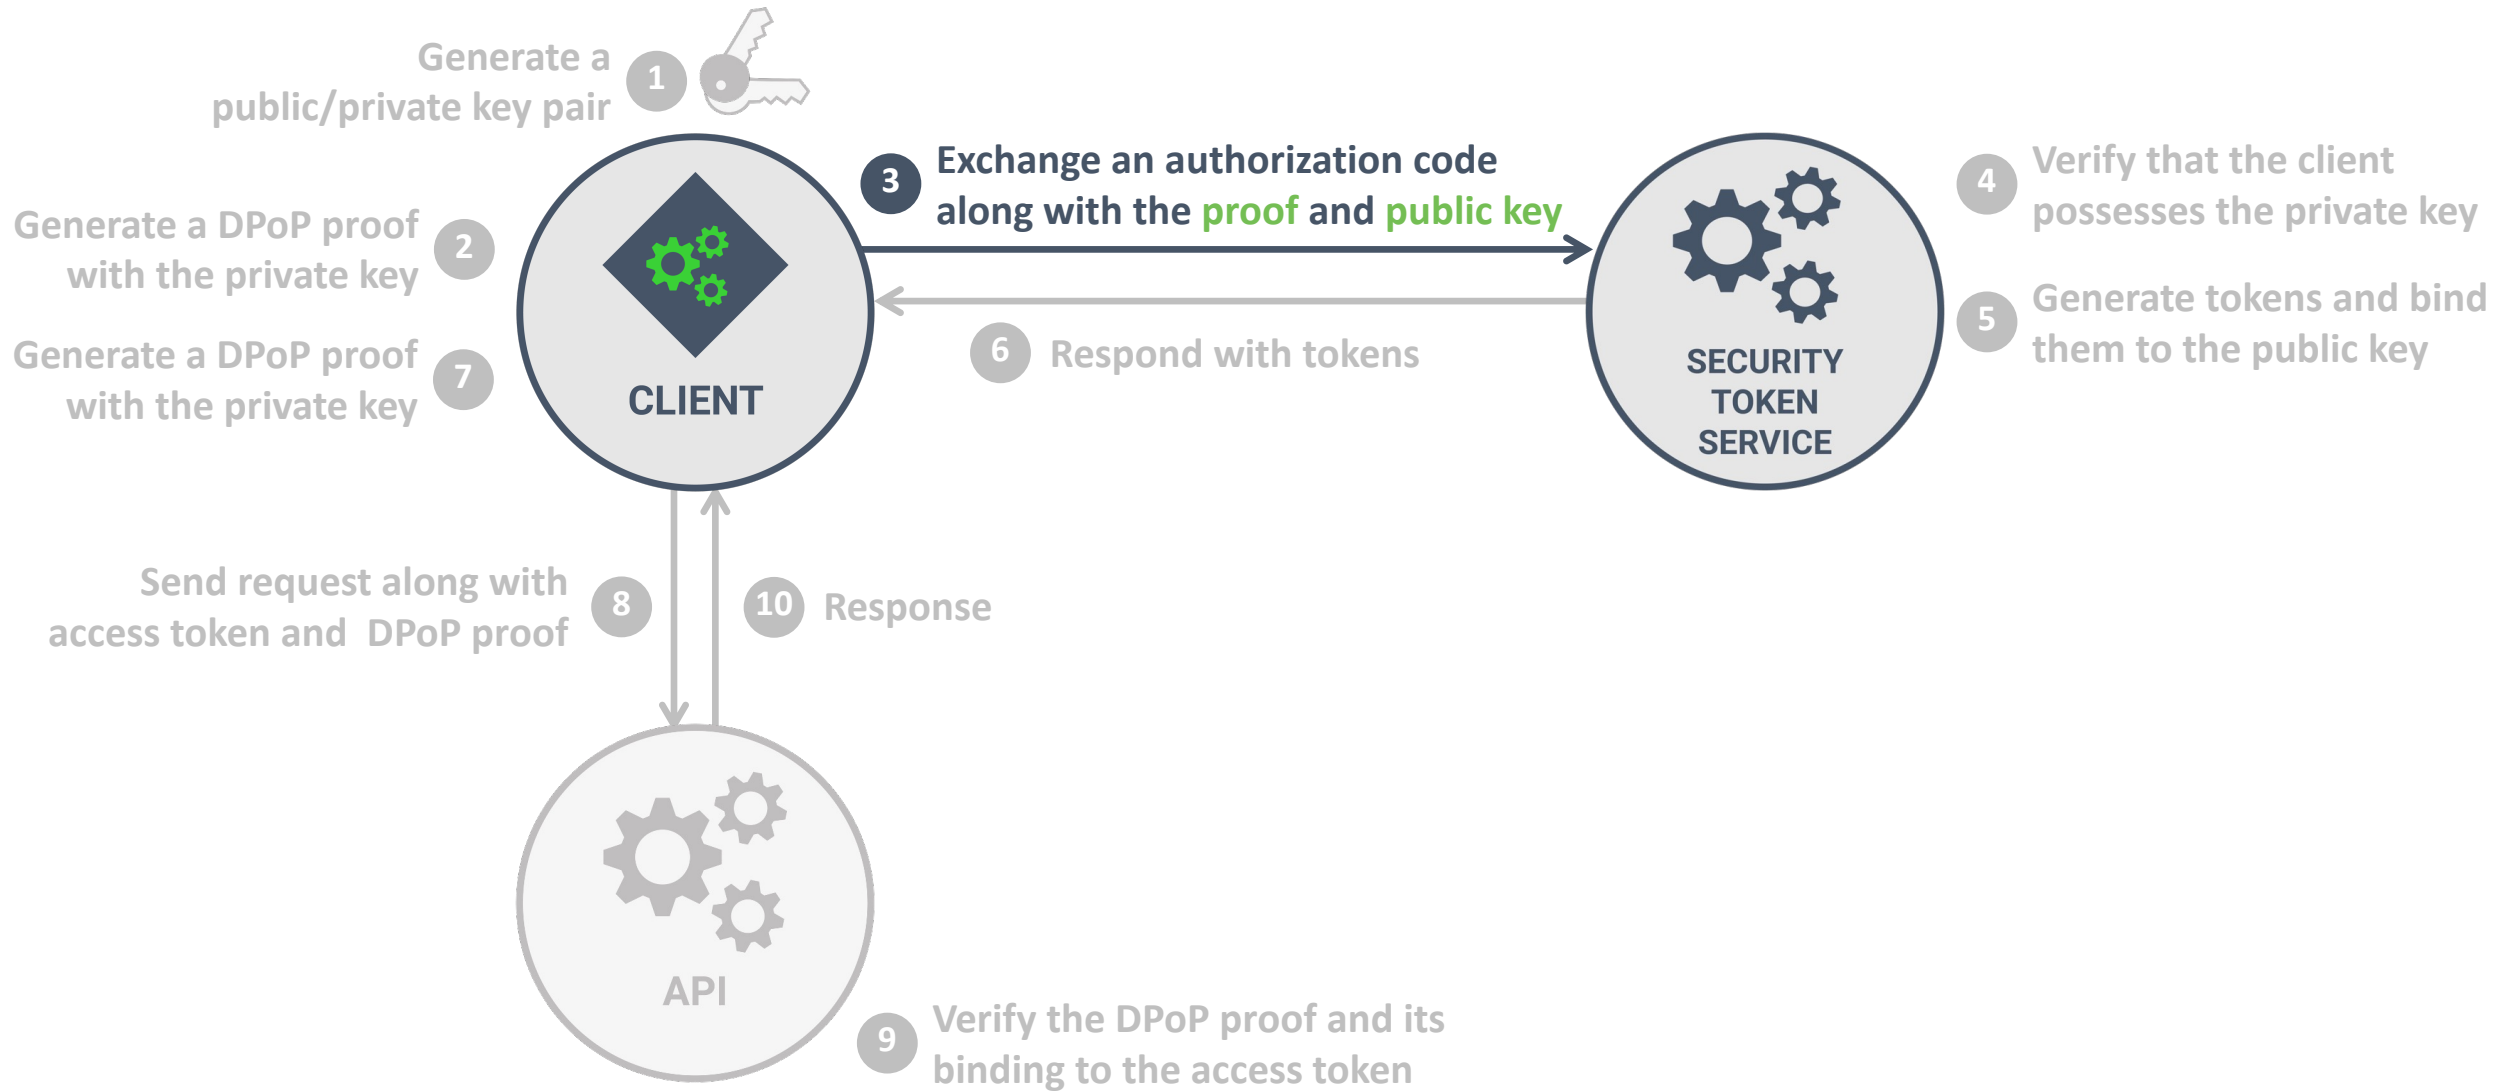 1
Generate a
public/private key pair
2
Generate a DPoP proof
with the private key
3
Exchange an authorization code
along with the proof and public key
4
Verify that the client
possesses the private key
5
Generate tokens and bind
them to the public key
6
Respond with tokens
7
Generate a DPoP proof
with the private key
CLIENT
SECURITY
TOKEN
SERVICE
8
Send request along with
access token and DPoP proof
10
Response
API
9
Verify the DPoP proof and its
binding to the access token